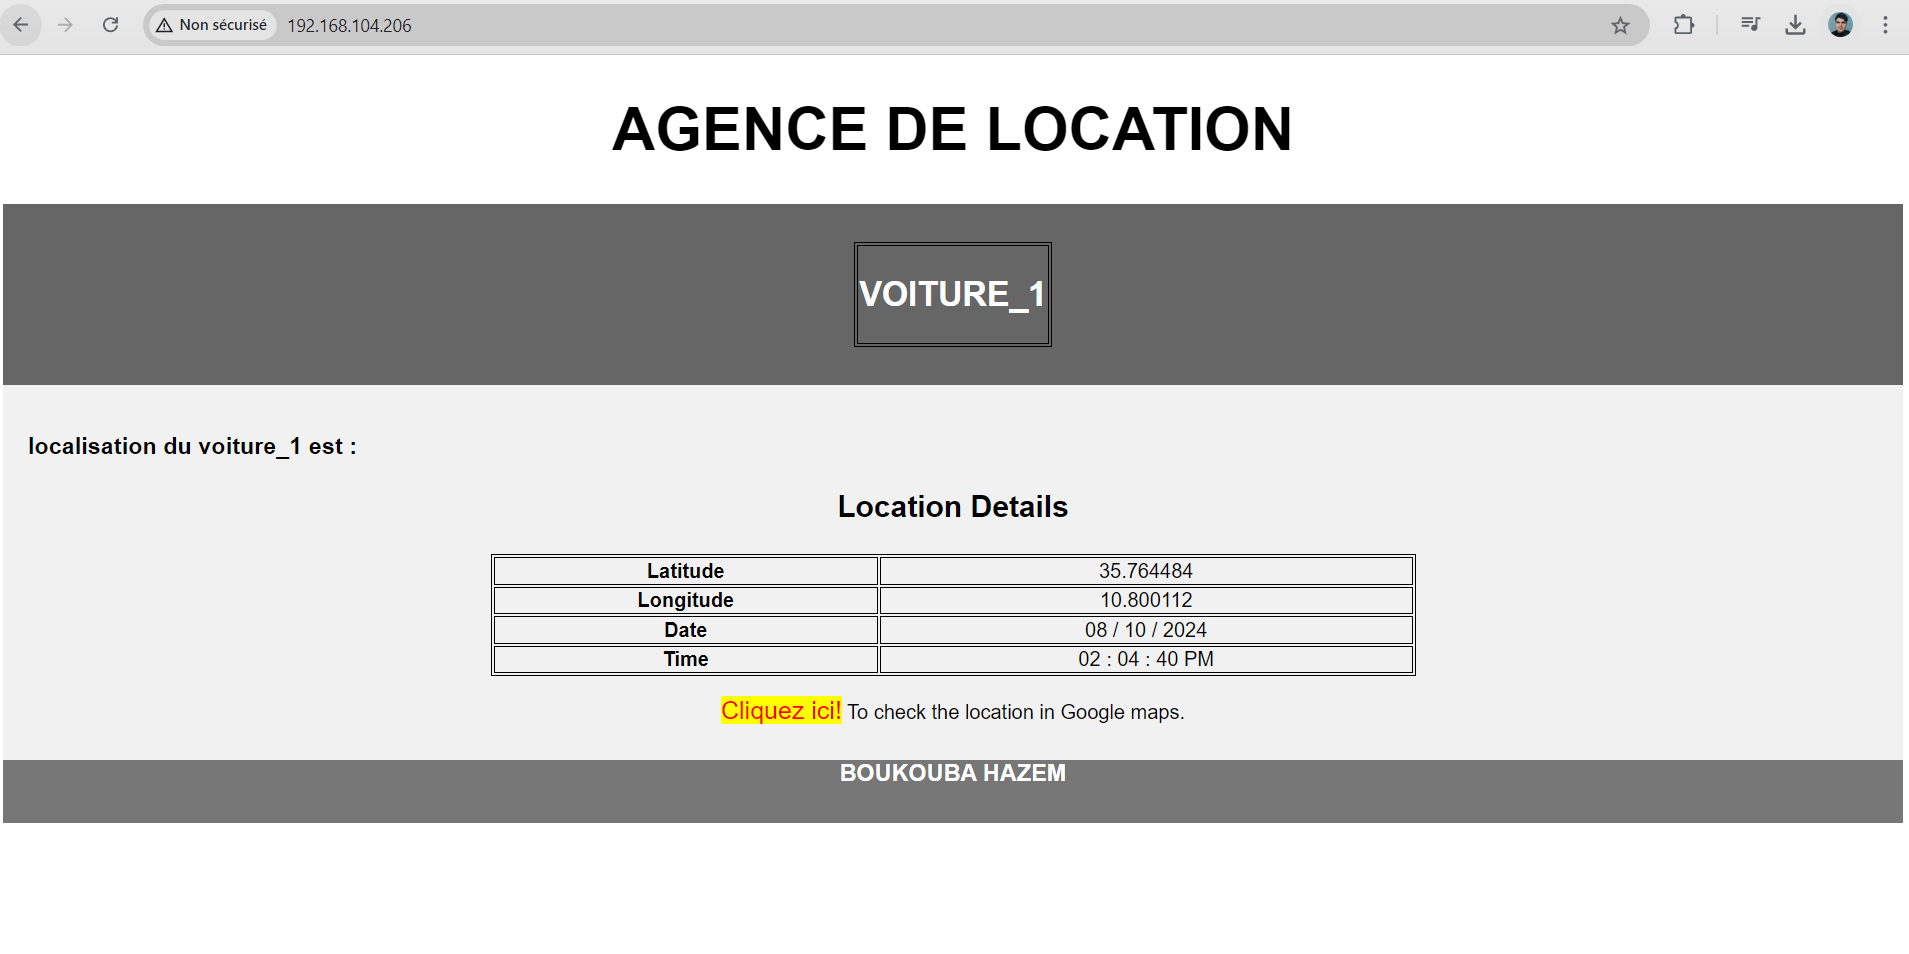 Non sécurisé 192.168.104.206
AGENCE DE LOCATION
VOITURE_1
localisation du voiture_1 est :
Location Details
Latitude 35.764484
Longitude 10.800112
Date 08 / 10 / 2024
Time 02 : 04 : 40 PM
Cliquez ici! To check the location in Google maps.
BOUKOUBA HAZEM